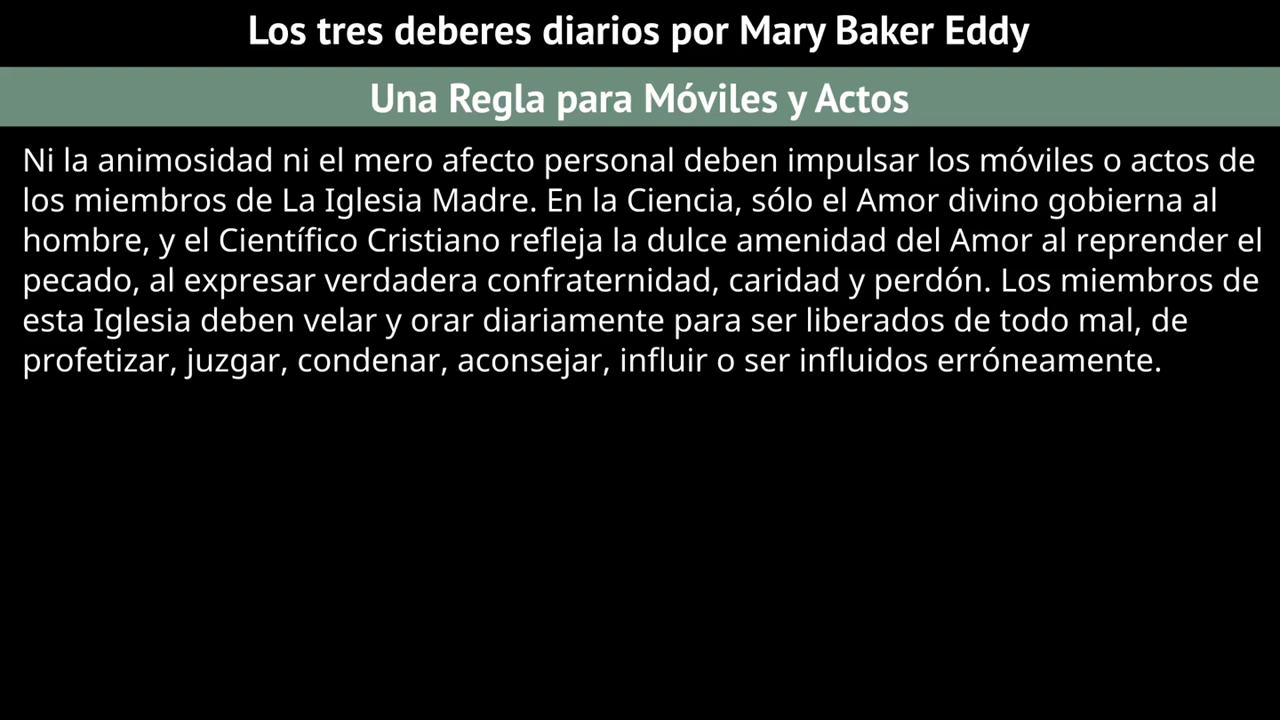 Los tres deberes diarios por Mary Baker Eddy
Una Regla para Móviles y Actos
Ni la animosidad ni el mero afecto personal deben impulsar los móviles o actos de
los miembros de La Iglesia Madre. En la Ciencia, sólo el Amor divino gobierna al
hombre, y el Científico Cristiano refleja la dulce amenidad del Amor al reprender el
pecado, al expresar verdadera confraternidad, caridad y perdón. Los miembros de
esta Iglesia deben velar y orar diariamente para ser liberados de todo mal, de
profetizar, juzgar, condenar, aconsejar, influir o ser influidos erróneamente.